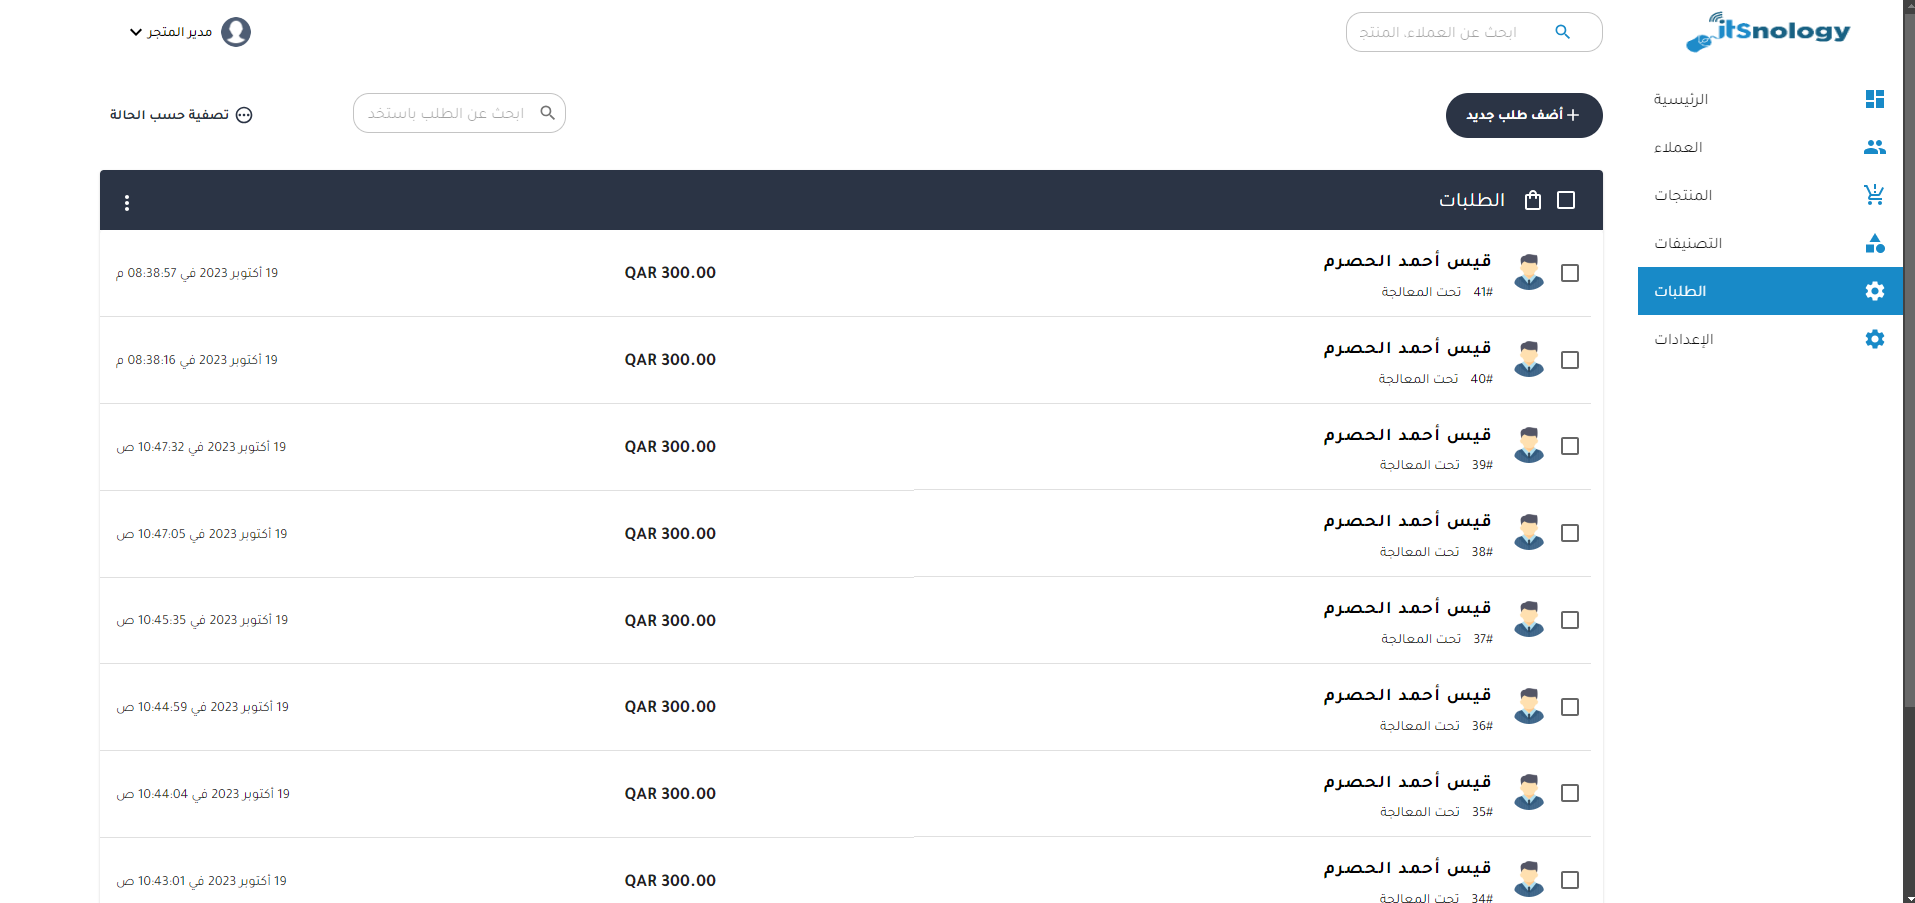 itSnology
ابحث عن العملاء، المنتج
مدير المتجر
الرئيسية
العملاء
المنتجات
التصنيفات
الطلبات
الإعدادات
أضف طلب جديد
ابحث عن الطلب باستخد
تصفية حسب الحالة
الطلبات
قيس أحمد الحصرم
#41 تحت المعالجة
QAR 300.00
19 أكتوبر 2023 في 08:38:57 م
قيس أحمد الحصرم
#40 تحت المعالجة
QAR 300.00
19 أكتوبر 2023 في 08:38:16 م
قيس أحمد الحصرم
#39 تحت المعالجة
QAR 300.00
19 أكتوبر 2023 في 10:47:32 ص
قيس أحمد الحصرم
#38 تحت المعالجة
QAR 300.00
19 أكتوبر 2023 في 10:47:05 ص
قيس أحمد الحصرم
#37 تحت المعالجة
QAR 300.00
19 أكتوبر 2023 في 10:45:35 ص
قيس أحمد الحصرم
#36 تحت المعالجة
QAR 300.00
19 أكتوبر 2023 في 10:44:59 ص
قيس أحمد الحصرم
#35 تحت المعالجة
QAR 300.00
19 أكتوبر 2023 في 10:44:04 ص
قيس أحمد الحصرم
#34 تحت المعالجة
QAR 300.00
19 أكتوبر 2023 في 10:43:01 ص